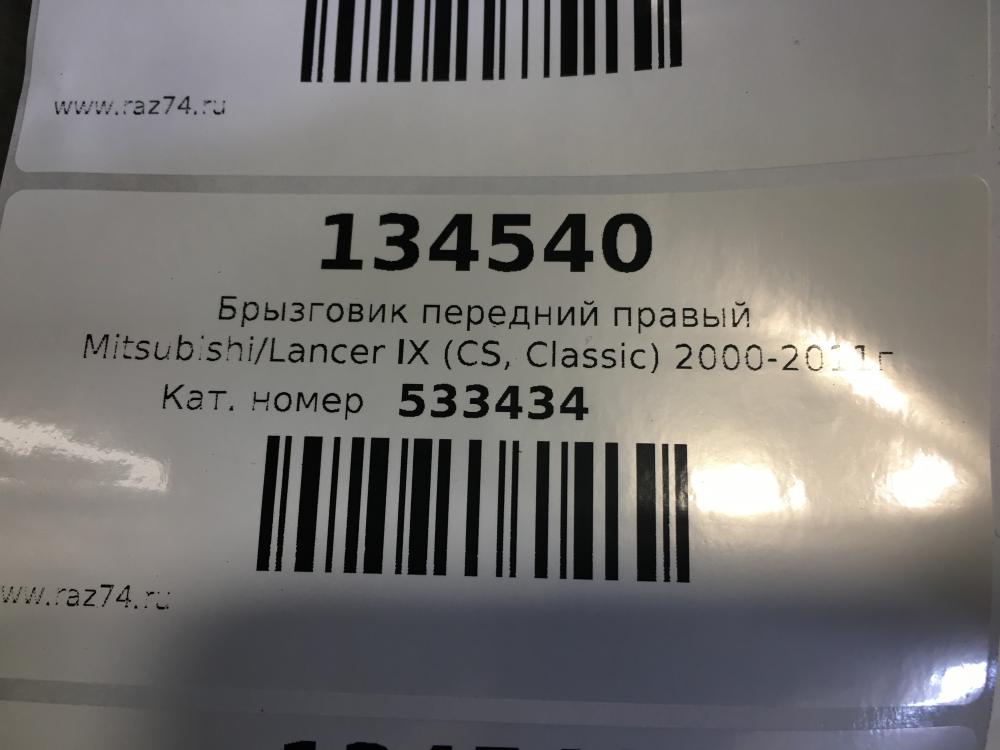 www.raz74.ru
134540
Брызговик передний правый
Mitsubishi/Lancer IX (CS, Classic) 2000-2011г
Кат. номер 533434
www.raz74.ru